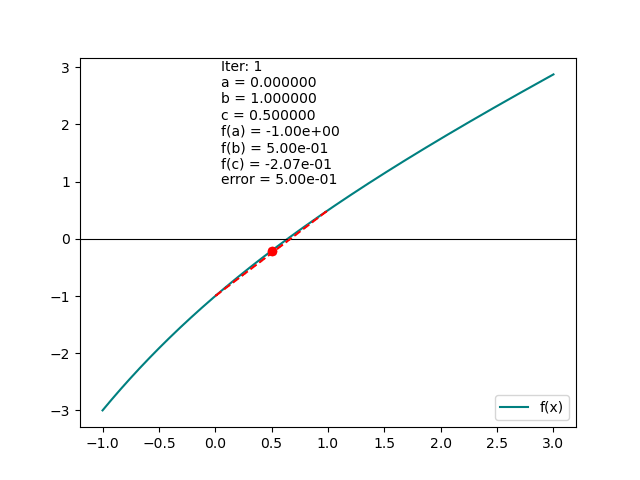 Iter: 1
a = 0.000000
b = 1.000000
c = 0.500000
f(a) = -1.00e+00
f(b) = 5.00e-01
f(c) = -2.07e-01
error = 5.00e-01
3
2
1
0
−1
−2
−3
−1.0 −0.5 0.0 0.5 1.0 1.5 2.0 2.5 3.0
f(x)